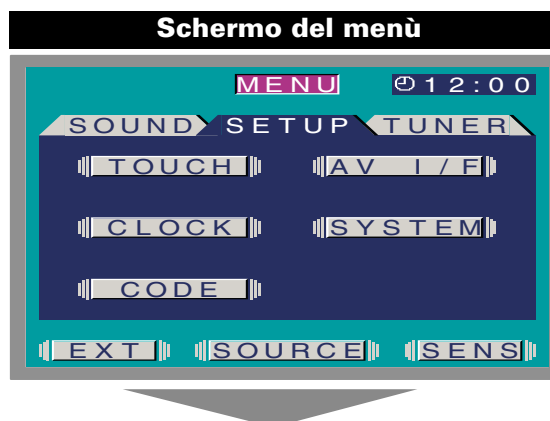 Schermo del menù
MENU 12:00
SOUND SETUP TUNER
TOUCH AV I/F
CLOCK SYSTEM
CODE
EXT SOURCE SENS